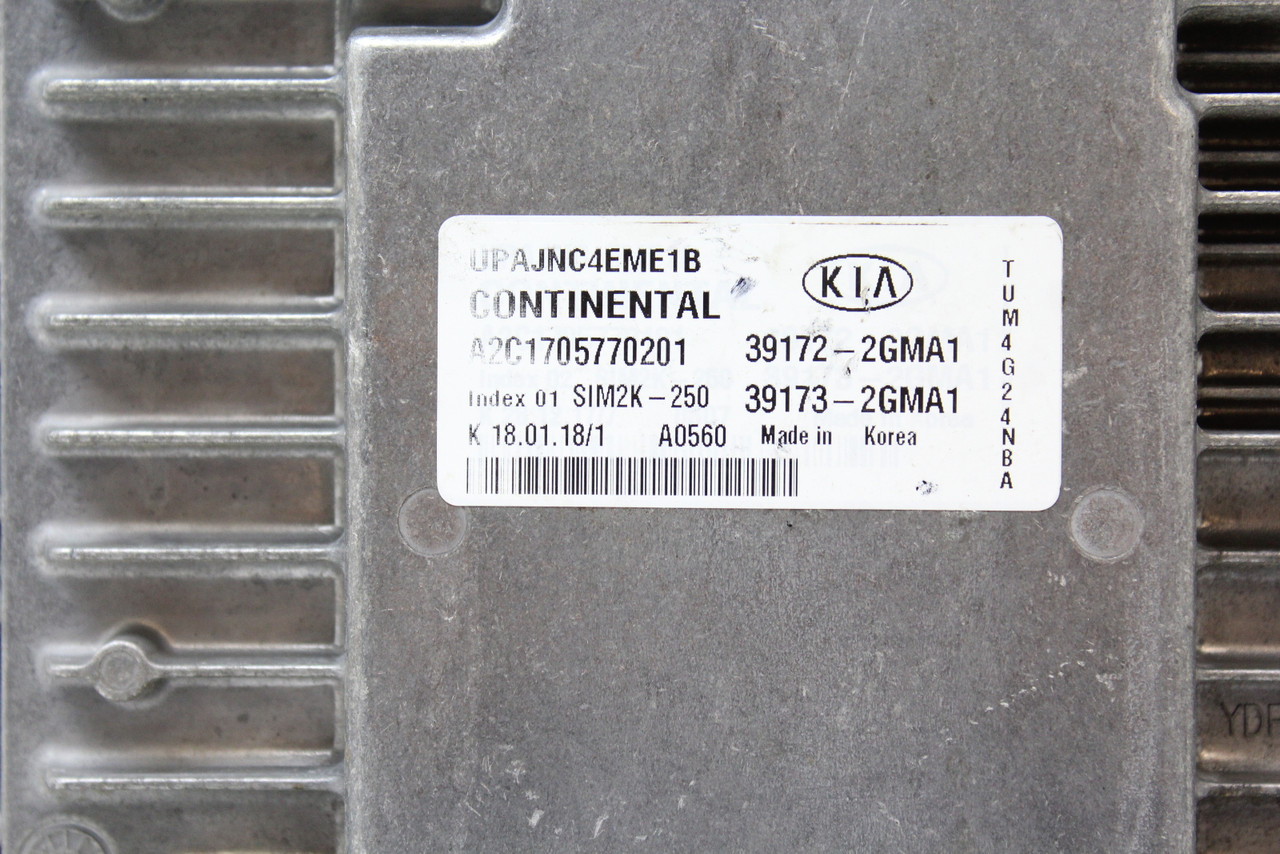 UPAJNC4EME1B
CONTINENTAL
KIA
A2C1705770201 39172-2GMA1
Index 01 SIM2K-250 39173-2GMA1
K 18.01.18/1 A0560 Made in Korea
TUM4G24NBA